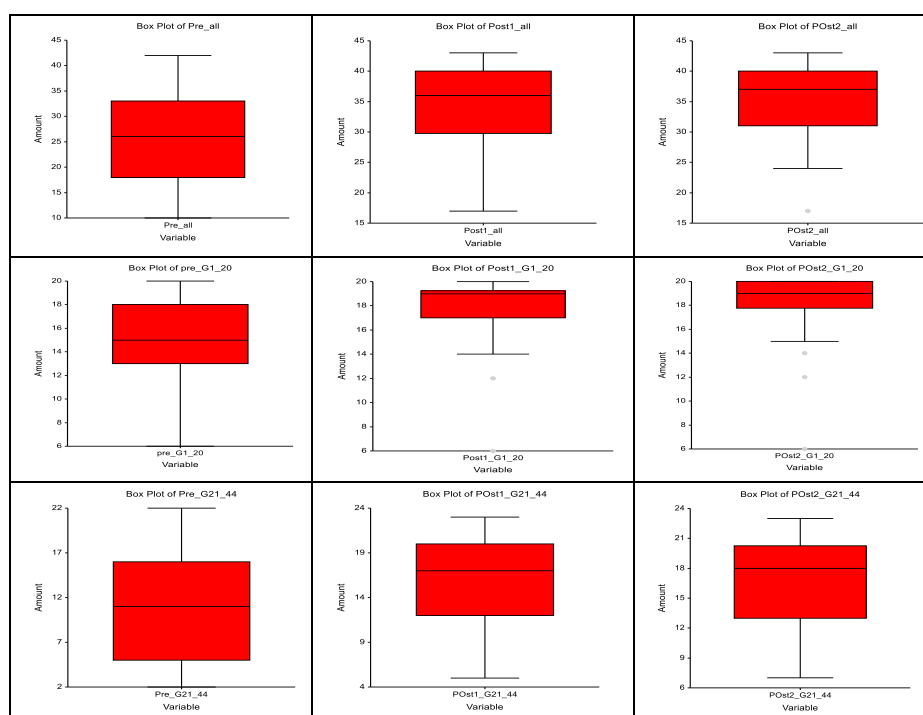 Box Plot of Pre_all
45
40
35
30
25
20
15
10
Amount
Pre_all
Variable
Box Plot of Post1_all
45
40
35
30
25
20
15
Amount
Post1_all
Variable
Box Plot of POst2_all
45
40
35
30
25
20
15
Amount
POst2_all
Variable
Box Plot of pre_G1_20
20
18
16
14
12
10
8
6
Amount
pre_G1_20
Variable
Box Plot of Post1_G1_20
20
18
16
14
12
10
8
6
Amount
Post1_G1_20
Variable
Box Plot of POst2_G1_20
20
18
16
14
12
10
8
6
Amount
POst2_G1_20
Variable
Box Plot of Pre_G21_44
22
17
12
7
2
Amount
Pre_G21_44
Variable
Box Plot of POst1_G21_44
24
19
14
9
4
Amount
POst1_G21_44
Variable
Box Plot of POst2_G21_44
24
21
18
15
12
9
6
Amount
POst2_G21_44
Variable